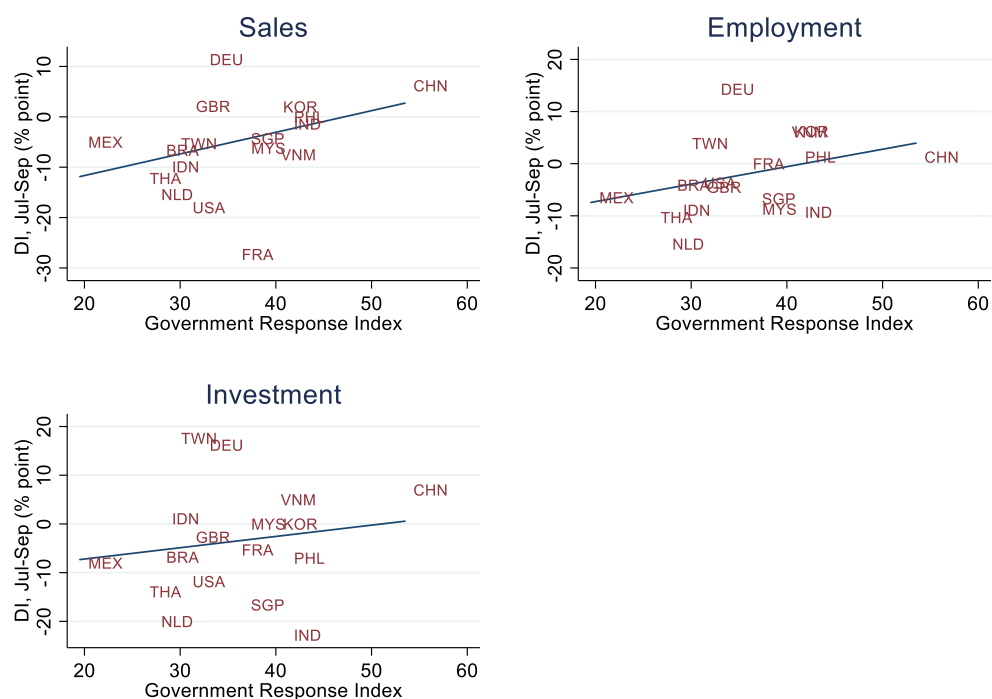 Sales
DI, Jul-Sep (% point)
10
0
-10
-20
-30
DEU
CHN
GBR
KOR
PHL
IND
MEX
TWN
SGP
BRA
MYS
VNM
IDN
THA
NLD
USA
FRA
20 30 40 50 60
Government Response Index
Employment
DI, Jul-Sep (% point)
20
10
0
-10
-20
DEU
KOR
VNM
TWN
PHL
CHN
FRA
BRA
USA
GBR
MEX
SGP
IDN
MYS
IND
THA
NLD
20 30 40 50 60
Government Response Index
Investment
DI, Jul-Sep (% point)
20
10
0
-10
-20
TWN
DEU
CHN
VNM
IDN
MYS
KOR
GBR
FRA
BRA
PHL
MEX
USA
THA
SGP
NLD
IND
20 30 40 50 60
Government Response Index